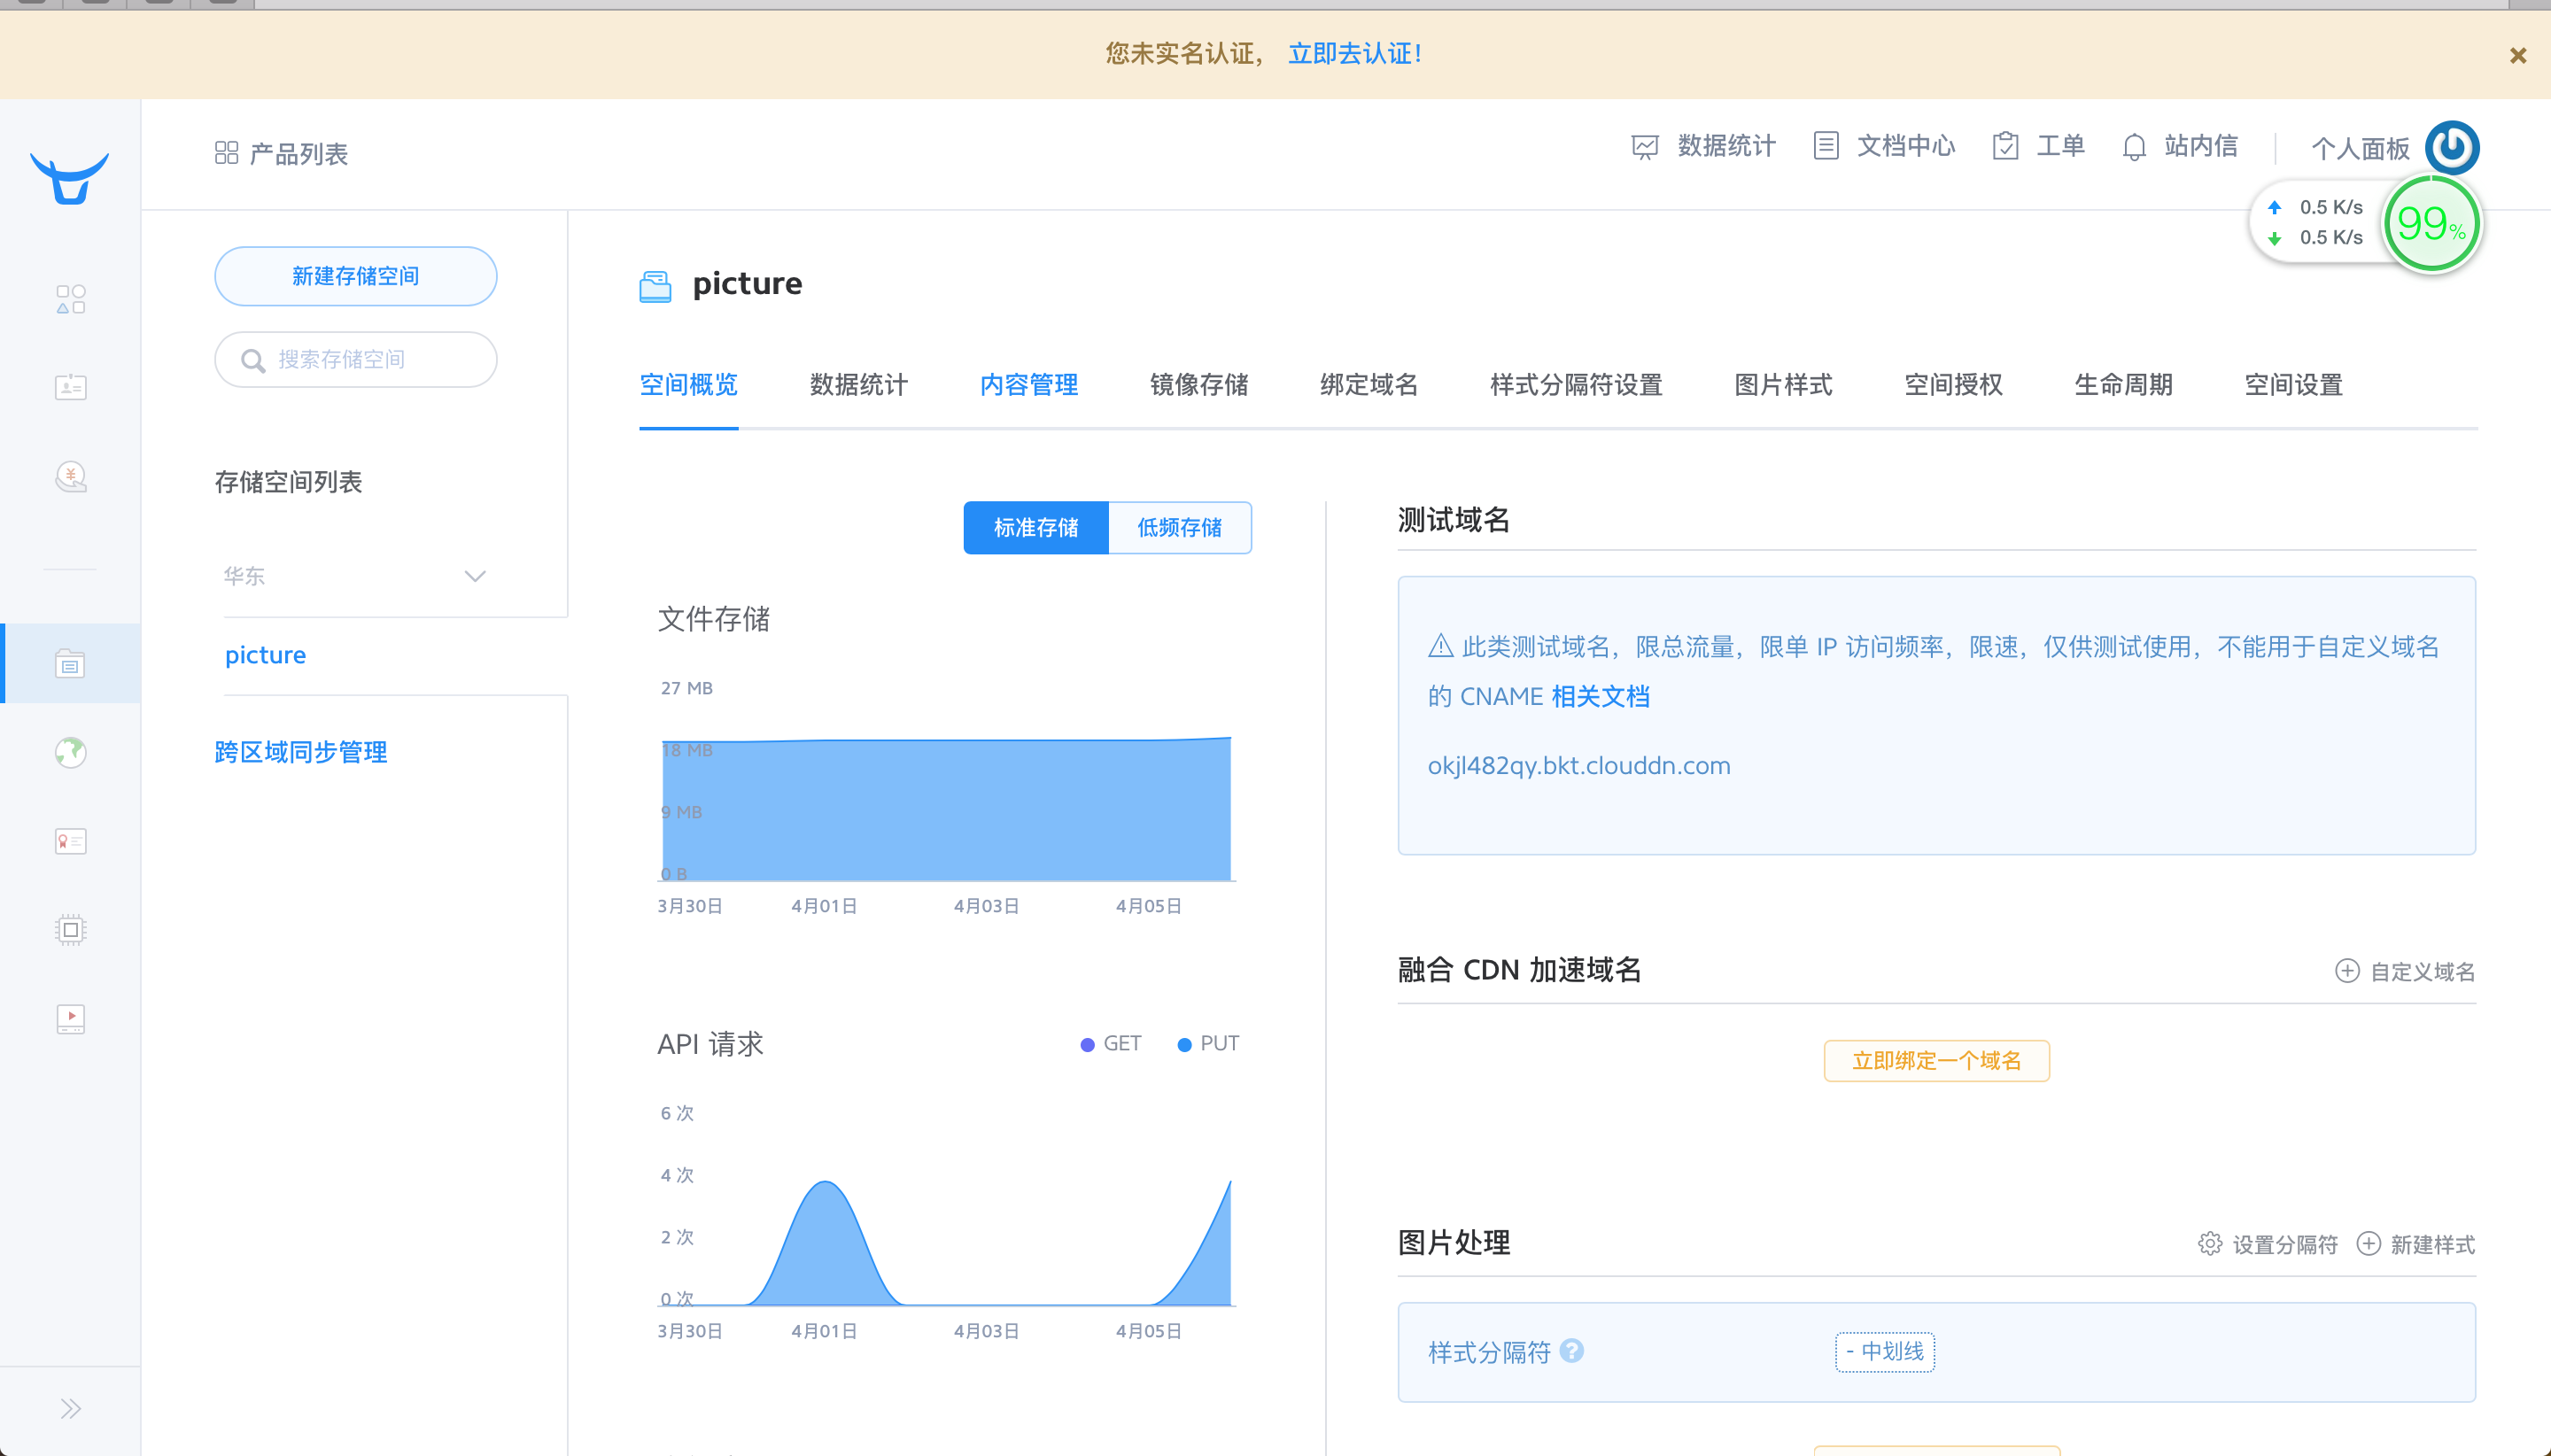 您未实名认证， 立即去认证！
产品列表
数据统计
文档中心
工单
站内信
个人面板
0.5 K/s
0.5 K/s
99%
新建存储空间
搜索存储空间
存储空间列表
华东
picture
跨区域同步管理
picture
空间概览
数据统计
内容管理
镜像存储
绑定域名
样式分隔符设置
图片样式
空间授权
生命周期
空间设置
标准存储
低频存储
文件存储
27 MB
18 MB
9 MB
0 B
3月30日
4月01日
4月03日
4月05日
API 请求
GET
PUT
6 次
4 次
2 次
0 次
3月30日
4月01日
4月03日
4月05日
测试域名
此类测试域名，限总流量，限单 IP 访问频率，限速，仅供测试使用，不能用于自定义域名
的 CNAME 相关文档
okjl482qy.bkt.clouddn.com
融合 CDN 加速域名
自定义域名
立即绑定一个域名
图片处理
设置分隔符
新建样式
样式分隔符 ?
- 中划线